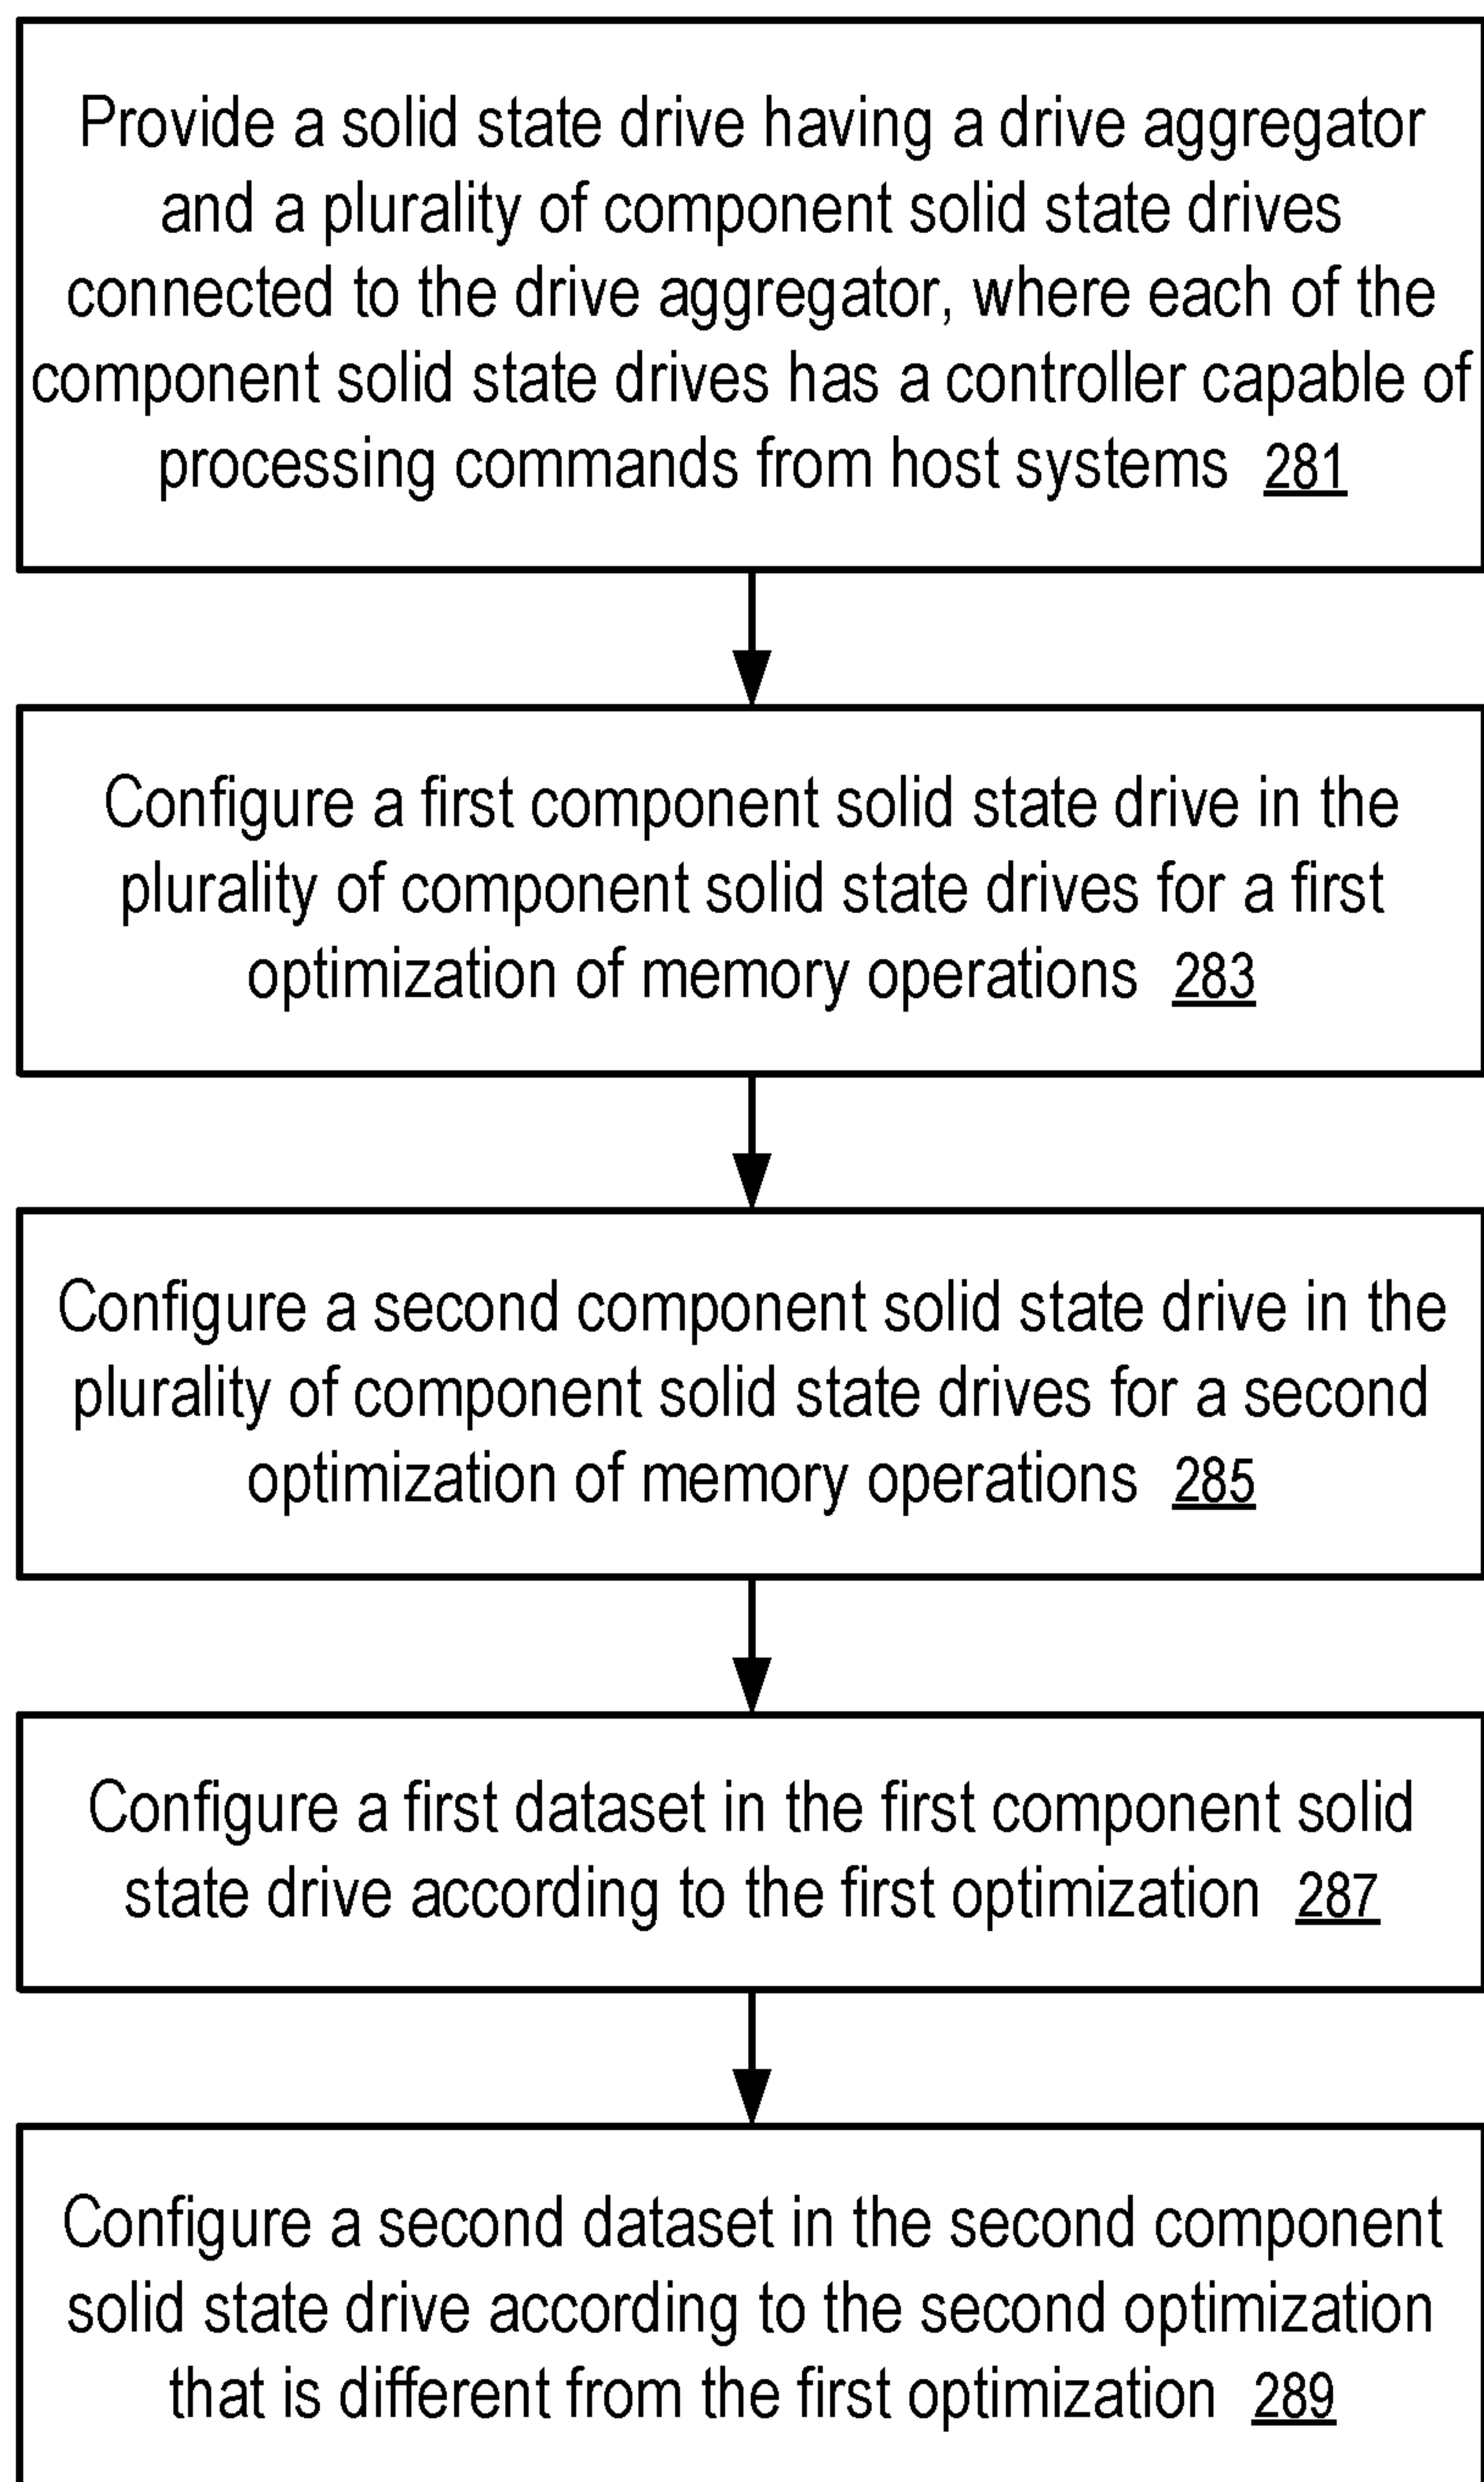 Provide a solid state drive having a drive aggregator
and a plurality of component solid state drives
connected to the drive aggregator, where each of the
component solid state drives has a controller capable of
processing commands from host systems 281
Configure a first component solid state drive in the
plurality of component solid state drives for a first
optimization of memory operations 283
Configure a second component solid state drive in the
plurality of component solid state drives for a second
optimization of memory operations 285
Configure a first dataset in the first component solid
state drive according to the first optimization 287
Configure a second dataset in the second component
solid state drive according to the second optimization
that is different from the first optimization 289